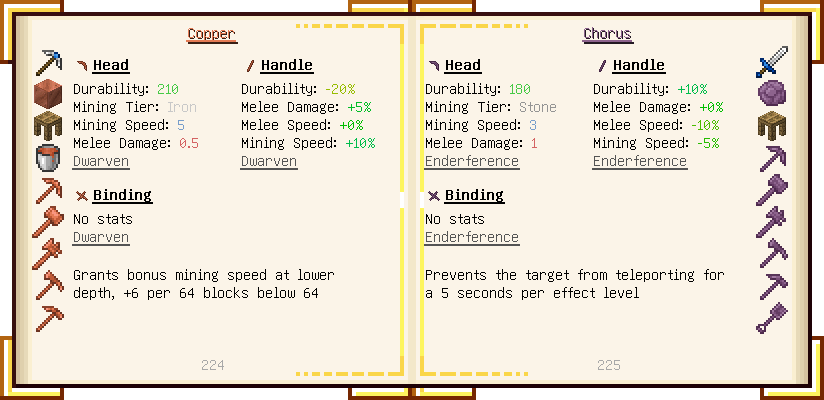 Copper
Head
Durability: 210
Mining Tier: Iron
Mining Speed: 5
Melee Damage: 0.5
Dwarven
Handle
Durability: -20%
Melee Damage: +5%
Melee Speed: +0%
Mining Speed: +10%
Dwarven
Binding
No stats
Dwarven
Grants bonus mining speed at lower
depth, +6 per 64 blocks below 64
224
Chorus
Head
Durability: 180
Mining Tier: Stone
Mining Speed: 3
Melee Damage: 1
Enderference
Handle
Durability: +10%
Melee Damage: +0%
Melee Speed: -10%
Mining Speed: -5%
Enderference
Binding
No stats
Enderference
Prevents the target from teleporting for
a 5 seconds per effect level
225